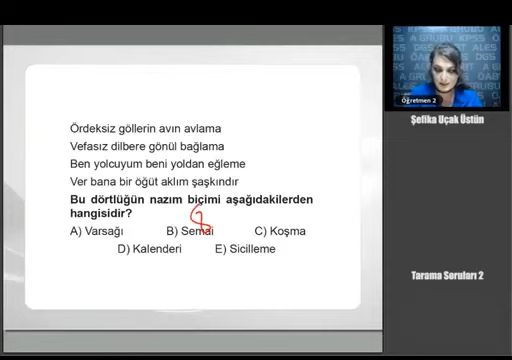 Ördeksiz göllerin avın avlama
Vefasız dilbere gönül bağlama
Ben yolcuyum beni yoldan eğleme
Ver bana bir öğüt aklım şaşkındır
Bu dörtlüğün nazım biçimi aşağıdakilerden
hangisidir?
8
A) Varsağı B) Semai C) Koşma
D) Kalenderi E) Sicilleme
Öğretmen 2
Şefika Uçak Üstün
Tarama Soruları 2